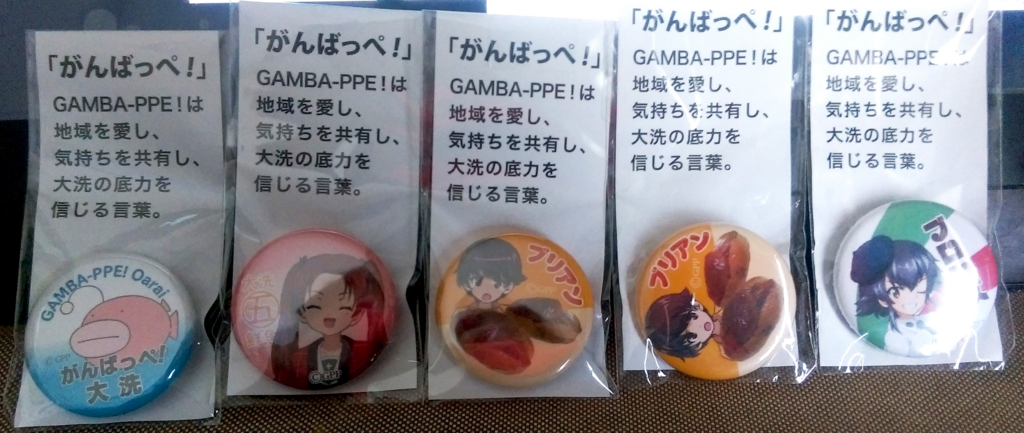 「がんばっぺ!」
GAMBA-PPE!は
地域を愛し、
気持ちを共有し、
大洗の底力を
信じる言葉。
GAMBA-PPE! Oarai
がんばっぺ!
大洗
「がんばっぺ!」
GAMBA-PPE!は
地域を愛し、
気持ちを共有し、
大洗の底力を
信じる言葉。
五
「がんばっぺ!」
GAMBA-PPE!は
地域を愛し、
気持ちを共有し、
大洗の底力を
信じる言葉。
ブリアン
「がんばっぺ!」
GAMBA-PPE!は
地域を愛し、
気持ちを共有し、
大洗の底力を
信じる言葉。
ブリアン
「がんばっぺ!」
GAMBA-PPE!は
地域を愛し、
気持ちを共有し、
大洗の底力を
信じる言葉。